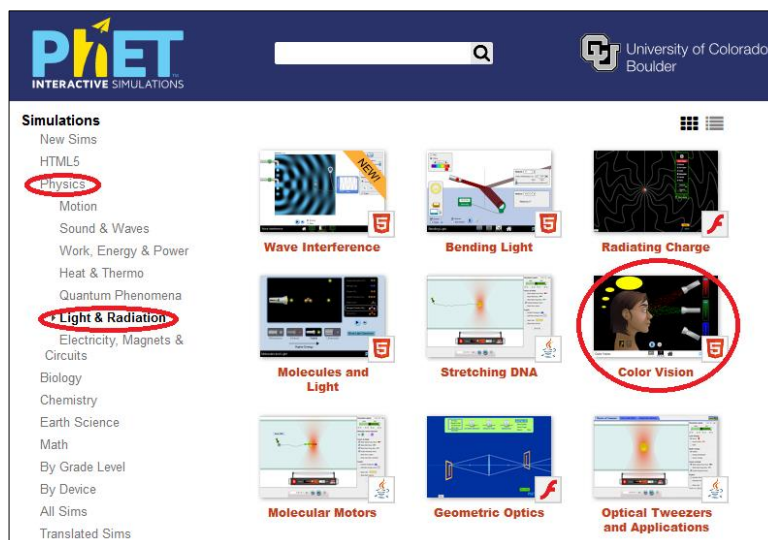 PhET
INTERACTIVE SIMULATIONS
University of Colorado
Boulder
Simulations
New Sims
HTML5
Physics
Motion
Sound & Waves
Work, Energy & Power
Heat & Thermo
Quantum Phenomena
Light & Radiation
Electricity, Magnets &
Circuits
Biology
Chemistry
Earth Science
Math
By Grade Level
By Device
All Sims
Translated Sims
NEW!
Wave Interference
Bending Light
Radiating Charge
Molecules and
Light
Stretching DNA
Color Vision
Molecular Motors
Geometric Optics
Optical Tweezers
and Applications